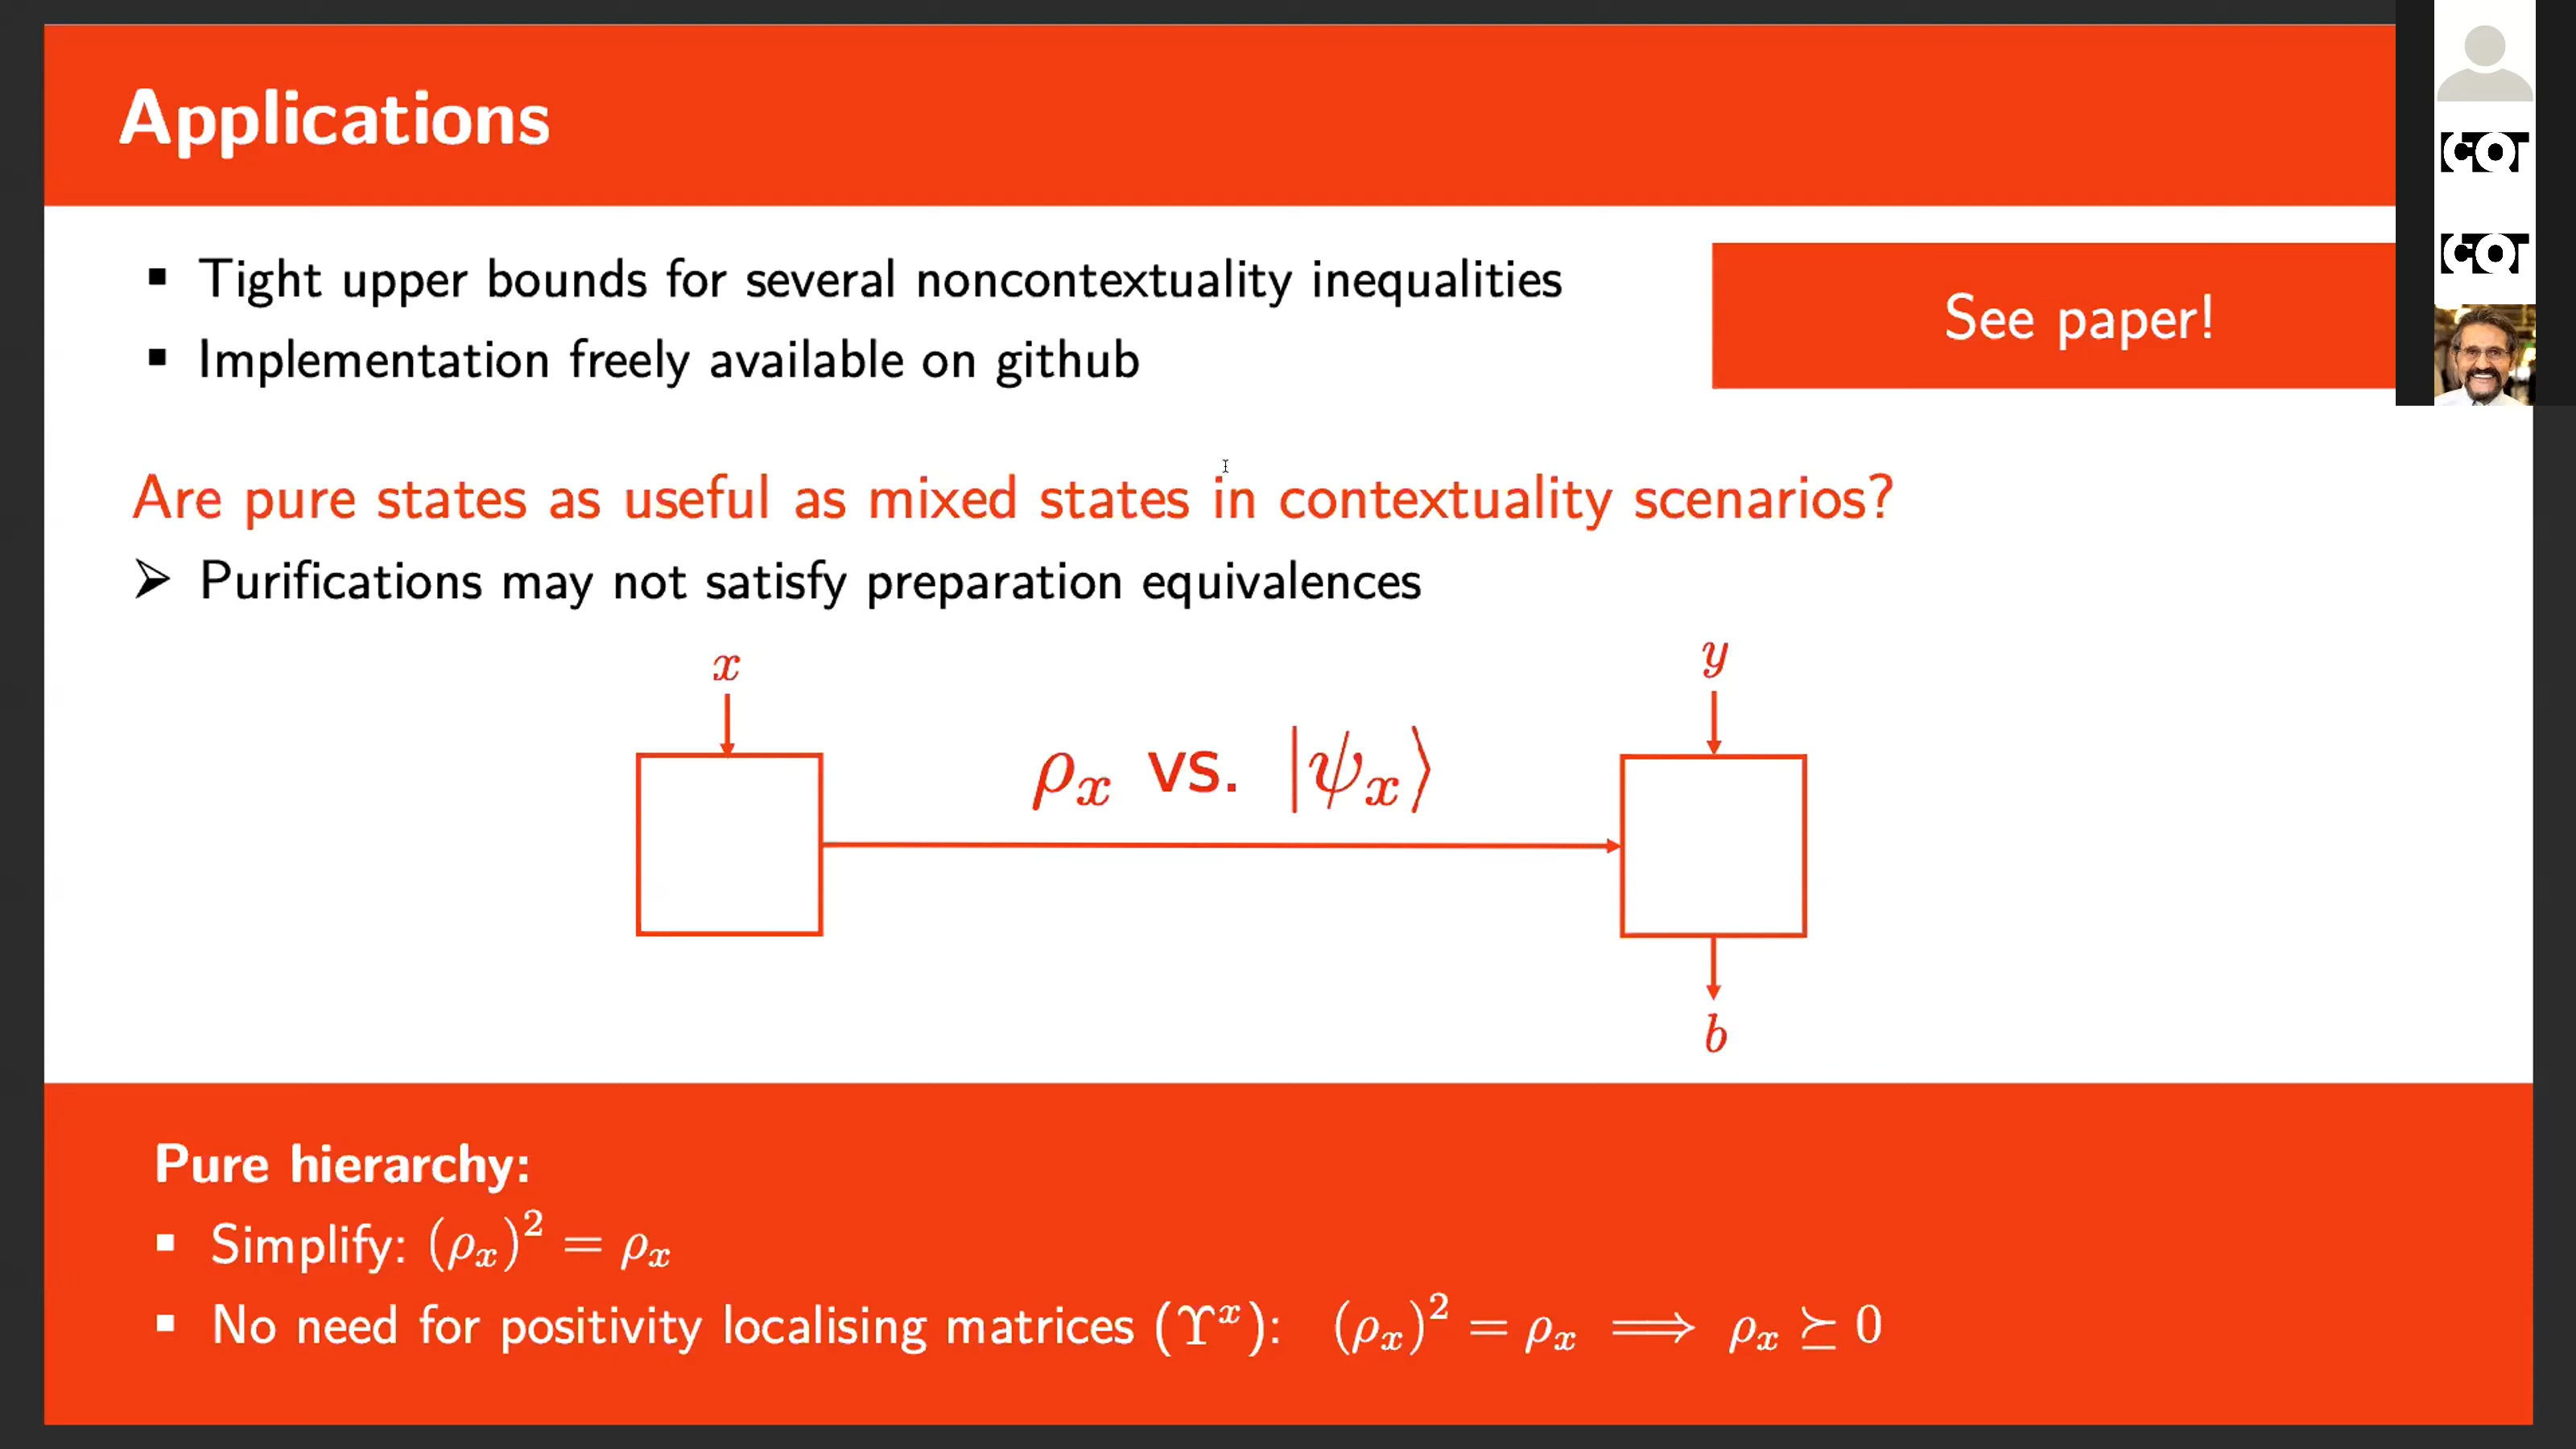 Applications
CQT
CQT
Tight upper bounds for several noncontextuality inequalities
See paper!
Implementation freely available on github
Are pure states as useful as mixed states in contextuality scenarios?
➢ Purifications may not satisfy preparation equivalences
x
y
ρ_x vs. |ψ_x⟩
b
Pure hierarchy:
Simplify: (ρ_x)² = ρ_x
No need for positivity localising matrices (ϒ^x): (ρ_x)² = ρ_x ⟹ ρ_x ⪰ 0